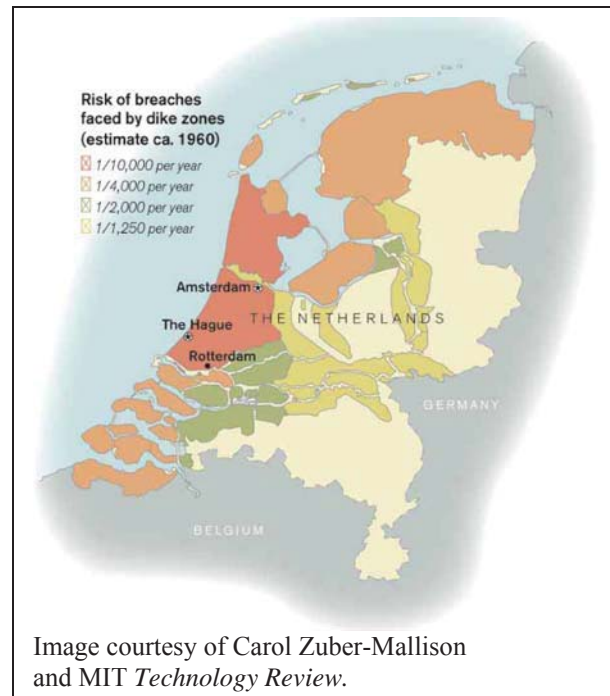 Risk of breaches
faced by dike zones
(estimate ca. 1960)
1/10,000 per year
1/4,000 per year
1/2,000 per year
1/1,250 per year
Amsterdam
THE NETHERLANDS
The Hague
Rotterdam
GERMANY
BELGIUM
Image courtesy of Carol Zuber-Mallison
and MIT Technology Review.